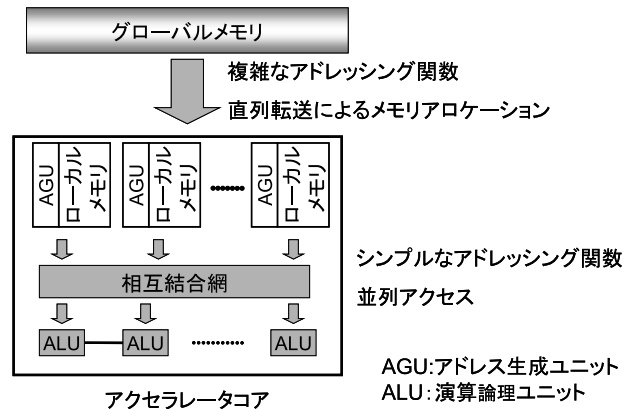 グローバルメモリ
複雑なアドレッシング関数
直列転送によるメモリアロケーション
AGU
ローカル
メモリ
AGU
ローカル
メモリ
AGU
ローカル
メモリ
シンプルなアドレッシング関数
相互結合網
並列アクセス
ALU
ALU
ALU
AGU:アドレス生成ユニット
ALU:演算論理ユニット
アクセラレータコア